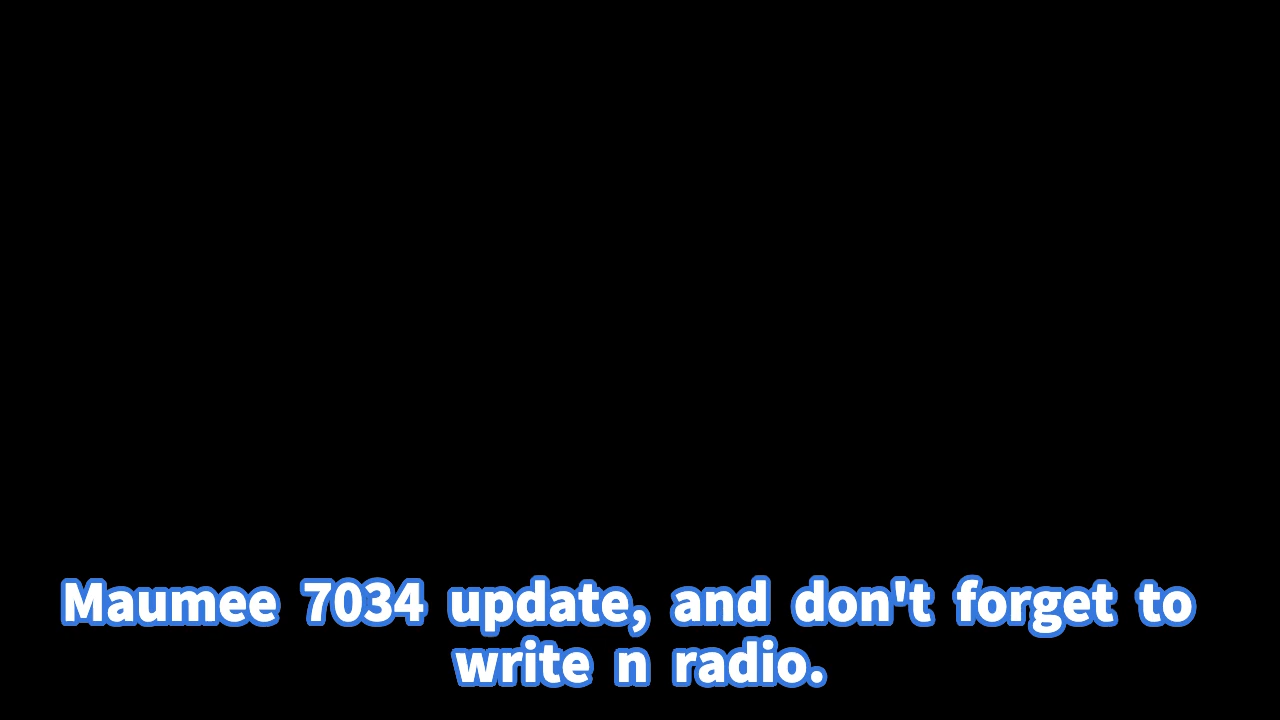 Maumee 7034 update, and don't forget to
write n radio.